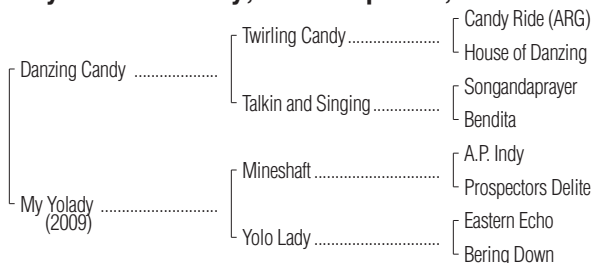 Candy Ride (ARG)
Twirling Candy
House of Danzing
Danzing Candy
Songandaprayer
Talkin and Singing
Bendita
A.P. Indy
Mineshaft
Prospectors Delite
My Yolady
(2009)
Eastern Echo
Yolo Lady
Bering Down